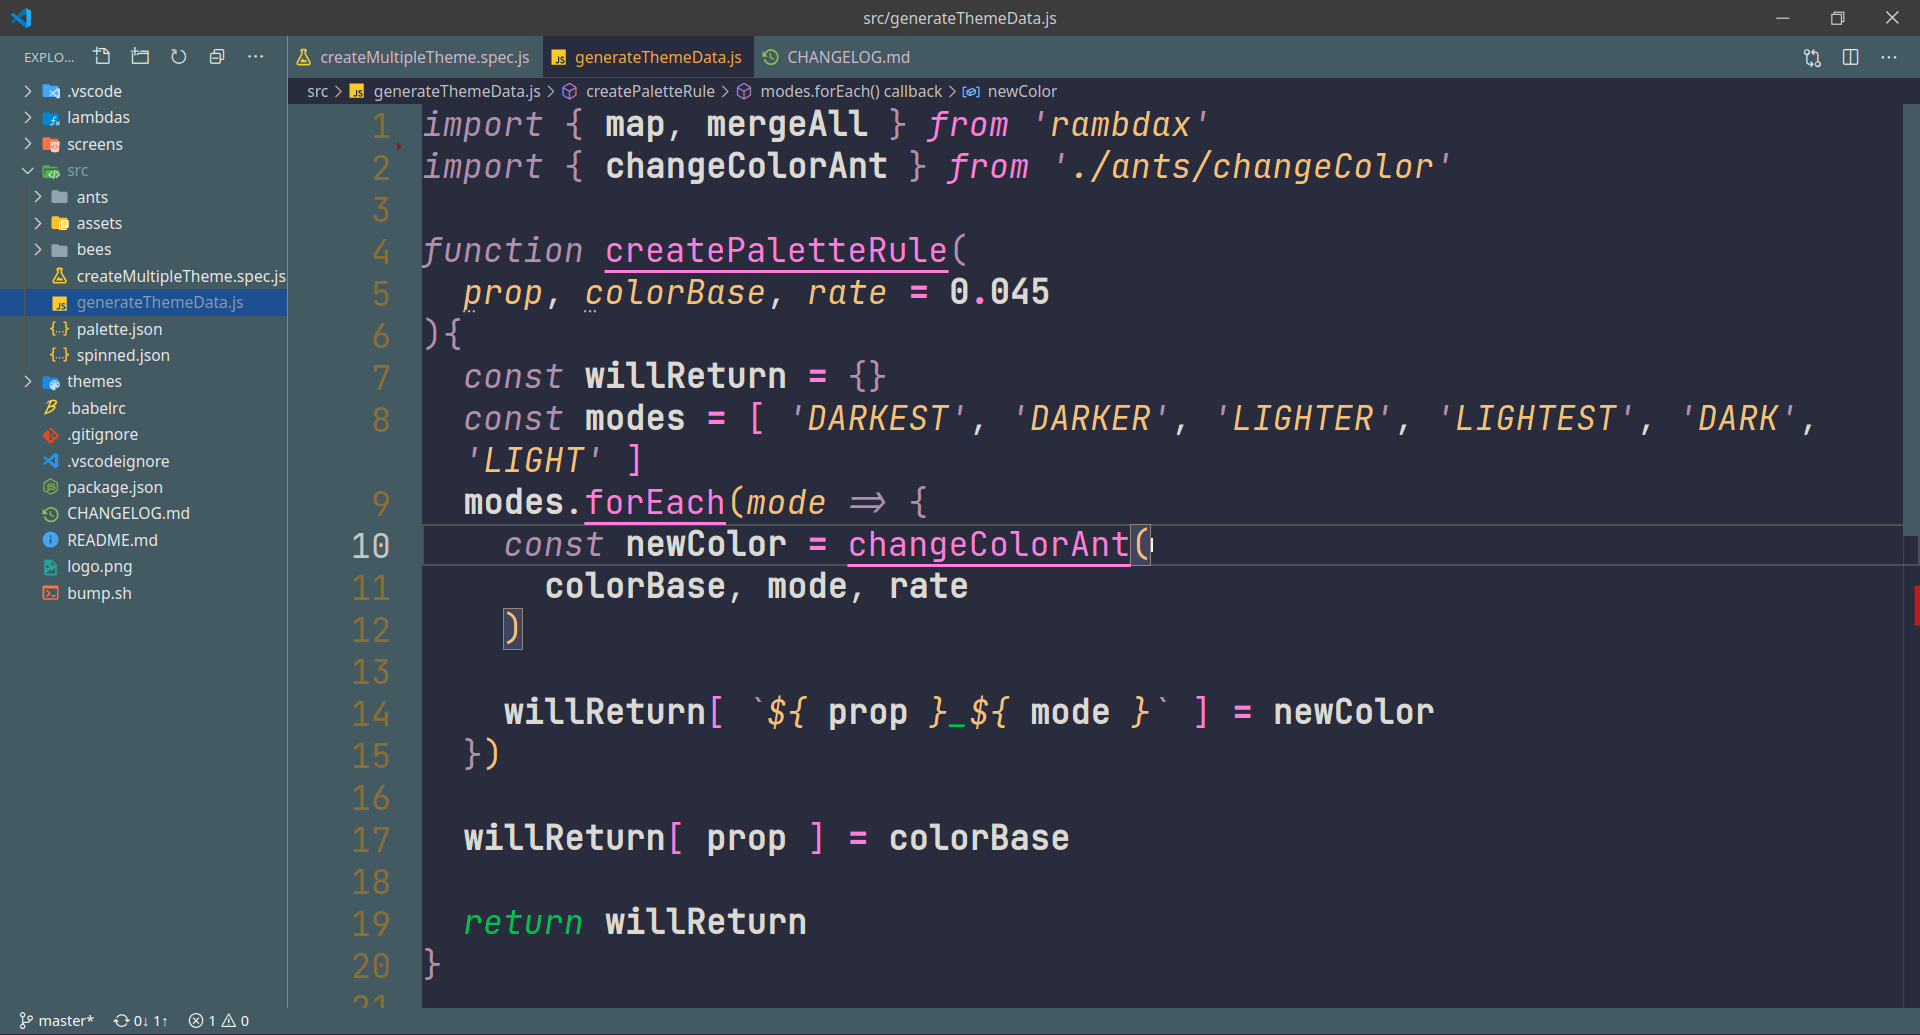 src/generateThemeData.js
EXPLO...
createMultipleTheme.spec.js
generateThemeData.js
CHANGELOG.md
src > generateThemeData.js > createPaletteRule > modes.forEach() callback > newColor
.vscode
lambdas
screens
src
ants
assets
bees
createMultipleTheme.spec.js
generateThemeData.js
palette.json
spinned.json
themes
.babelrc
.gitignore
.vscodeignore
package.json
CHANGELOG.md
README.md
logo.png
bump.sh
1 import { map, mergeAll } from 'rambdax'
2 import { changeColorAnt } from './ants/changeColor'
3
4 function createPaletteRule(
5   prop, colorBase, rate = 0.045
6 ){
7   const willReturn = {}
8   const modes = [ 'DARKEST', 'DARKER', 'LIGHTER', 'LIGHTEST', 'DARK',
  'LIGHT' ]
9   modes.forEach(mode => {
10     const newColor = changeColorAnt(
11       colorBase, mode, rate
12     )
13
14     willReturn[ `${ prop }_${ mode }` ] = newColor
15   })
16
17   willReturn[ prop ] = colorBase
18
19   return willReturn
20 }
21
master* 0↓ 1↑ 1 0